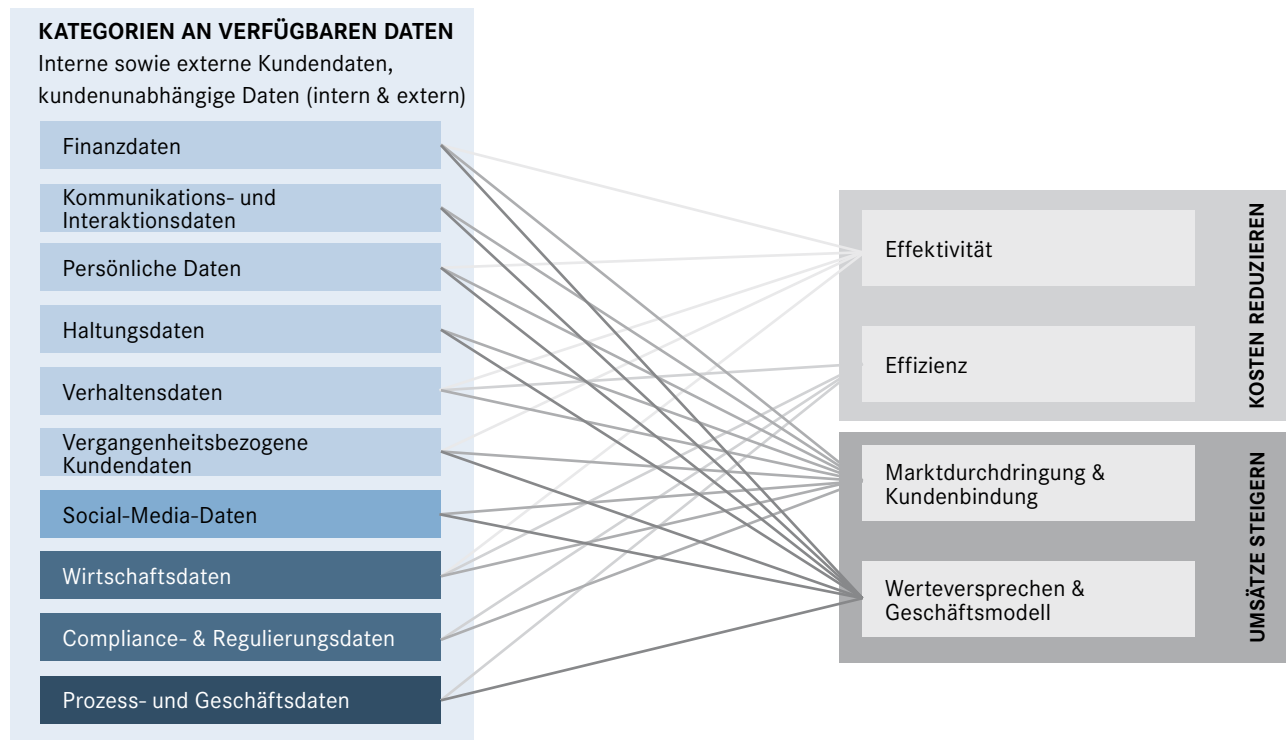 KATEGORIEN AN VERFÜGBAREN DATEN
Interne sowie externe Kundendaten,
kundenunabhängige Daten (intern & extern)
Finanzdaten
Kommunikations- und
Interaktionsdaten
Persönliche Daten
Haltungsdaten
Verhaltensdaten
Vergangenheitsbezogene
Kundendaten
Social-Media-Daten
Wirtschaftsdaten
Compliance- & Regulierungsdaten
Prozess- und Geschäftsdaten
Effektivität
Effizienz
KOSTEN REDUZIEREN
Marktdurchdringung &
Kundenbindung
Werteversprechen &
Geschäftsmodell
UMSÄTZE STEIGERN